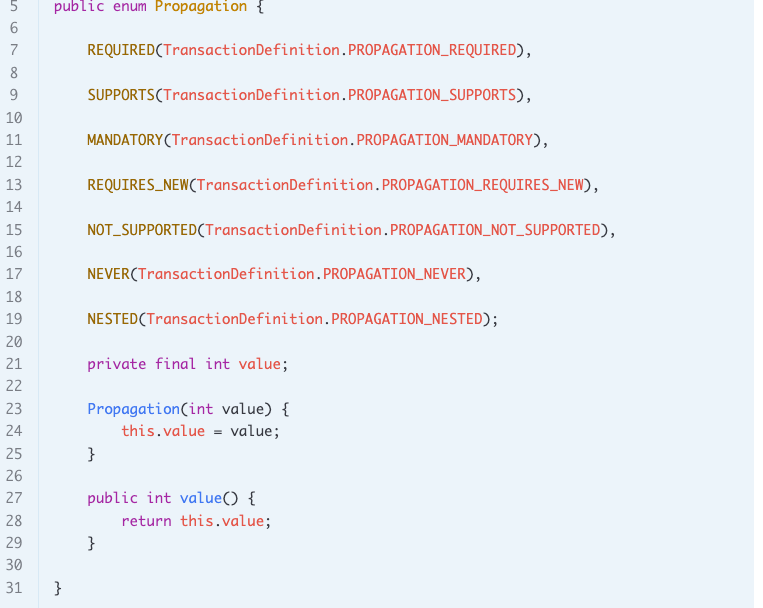 5 public enum Propagation {
6
7 REQUIRED(TransactionDefinition.PROPAGATION_REQUIRED),
8
9 SUPPORTS(TransactionDefinition.PROPAGATION_SUPPORTS),
10
11 MANDATORY(TransactionDefinition.PROPAGATION_MANDATORY),
12
13 REQUIRES_NEW(TransactionDefinition.PROPAGATION_REQUIRES_NEW),
14
15 NOT_SUPPORTED(TransactionDefinition.PROPAGATION_NOT_SUPPORTED),
16
17 NEVER(TransactionDefinition.PROPAGATION_NEVER),
18
19 NESTED(TransactionDefinition.PROPAGATION_NESTED);
20
21 private final int value;
22
23 Propagation(int value) {
24 this.value = value;
25 }
26
27 public int value() {
28 return this.value;
29 }
30
31 }